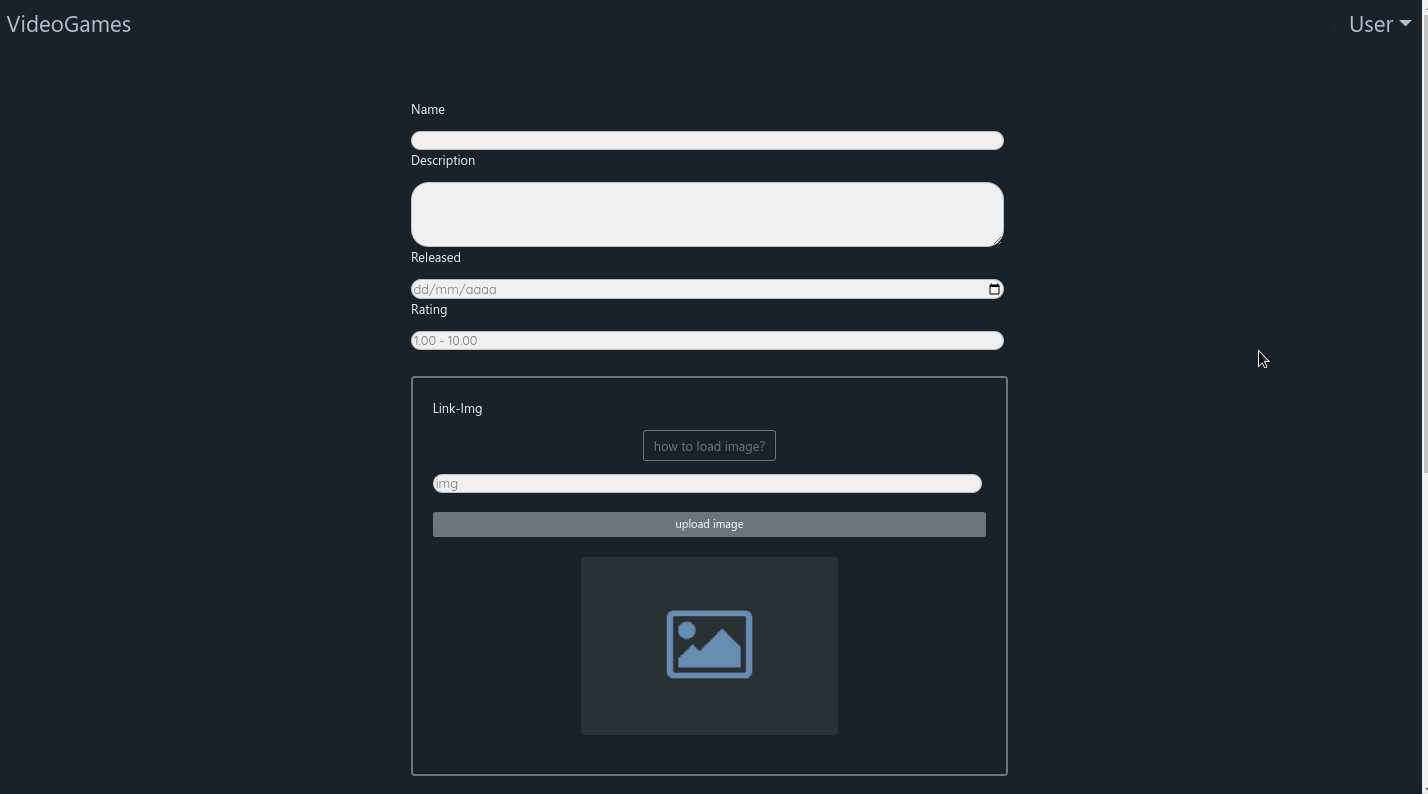 VideoGames
User
Name
Description
Released
dd/mm/aaaa
Rating
1.00 - 10.00
Link-Img
how to load image?
img
upload image